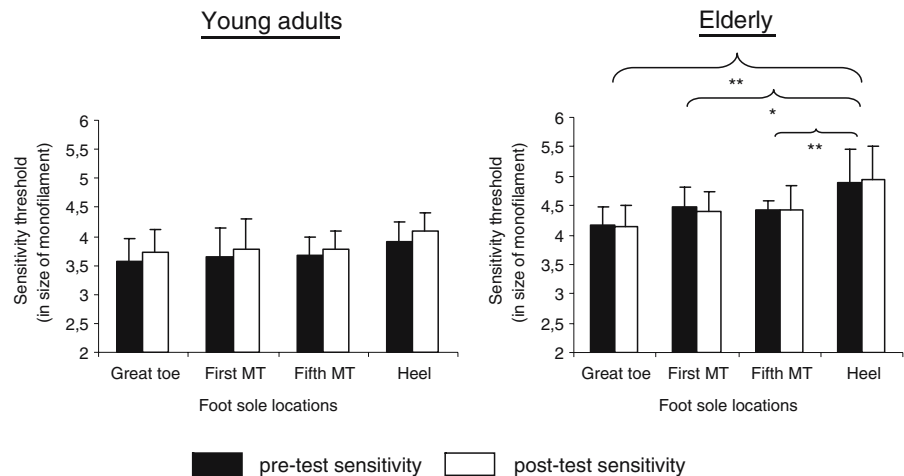 Young adults
Sensitivity threshold
(in size of monofilament)
6
5,5
5
4,5
4
3,5
3
2,5
2
Great toe First MT Fifth MT Heel
Foot sole locations
Elderly
**
*
**
Sensitivity threshold
(in size of monofilament)
6
5,5
5
4,5
4
3,5
3
2,5
2
Great toe First MT Fifth MT Heel
Foot sole locations
pre-test sensitivity post-test sensitivity